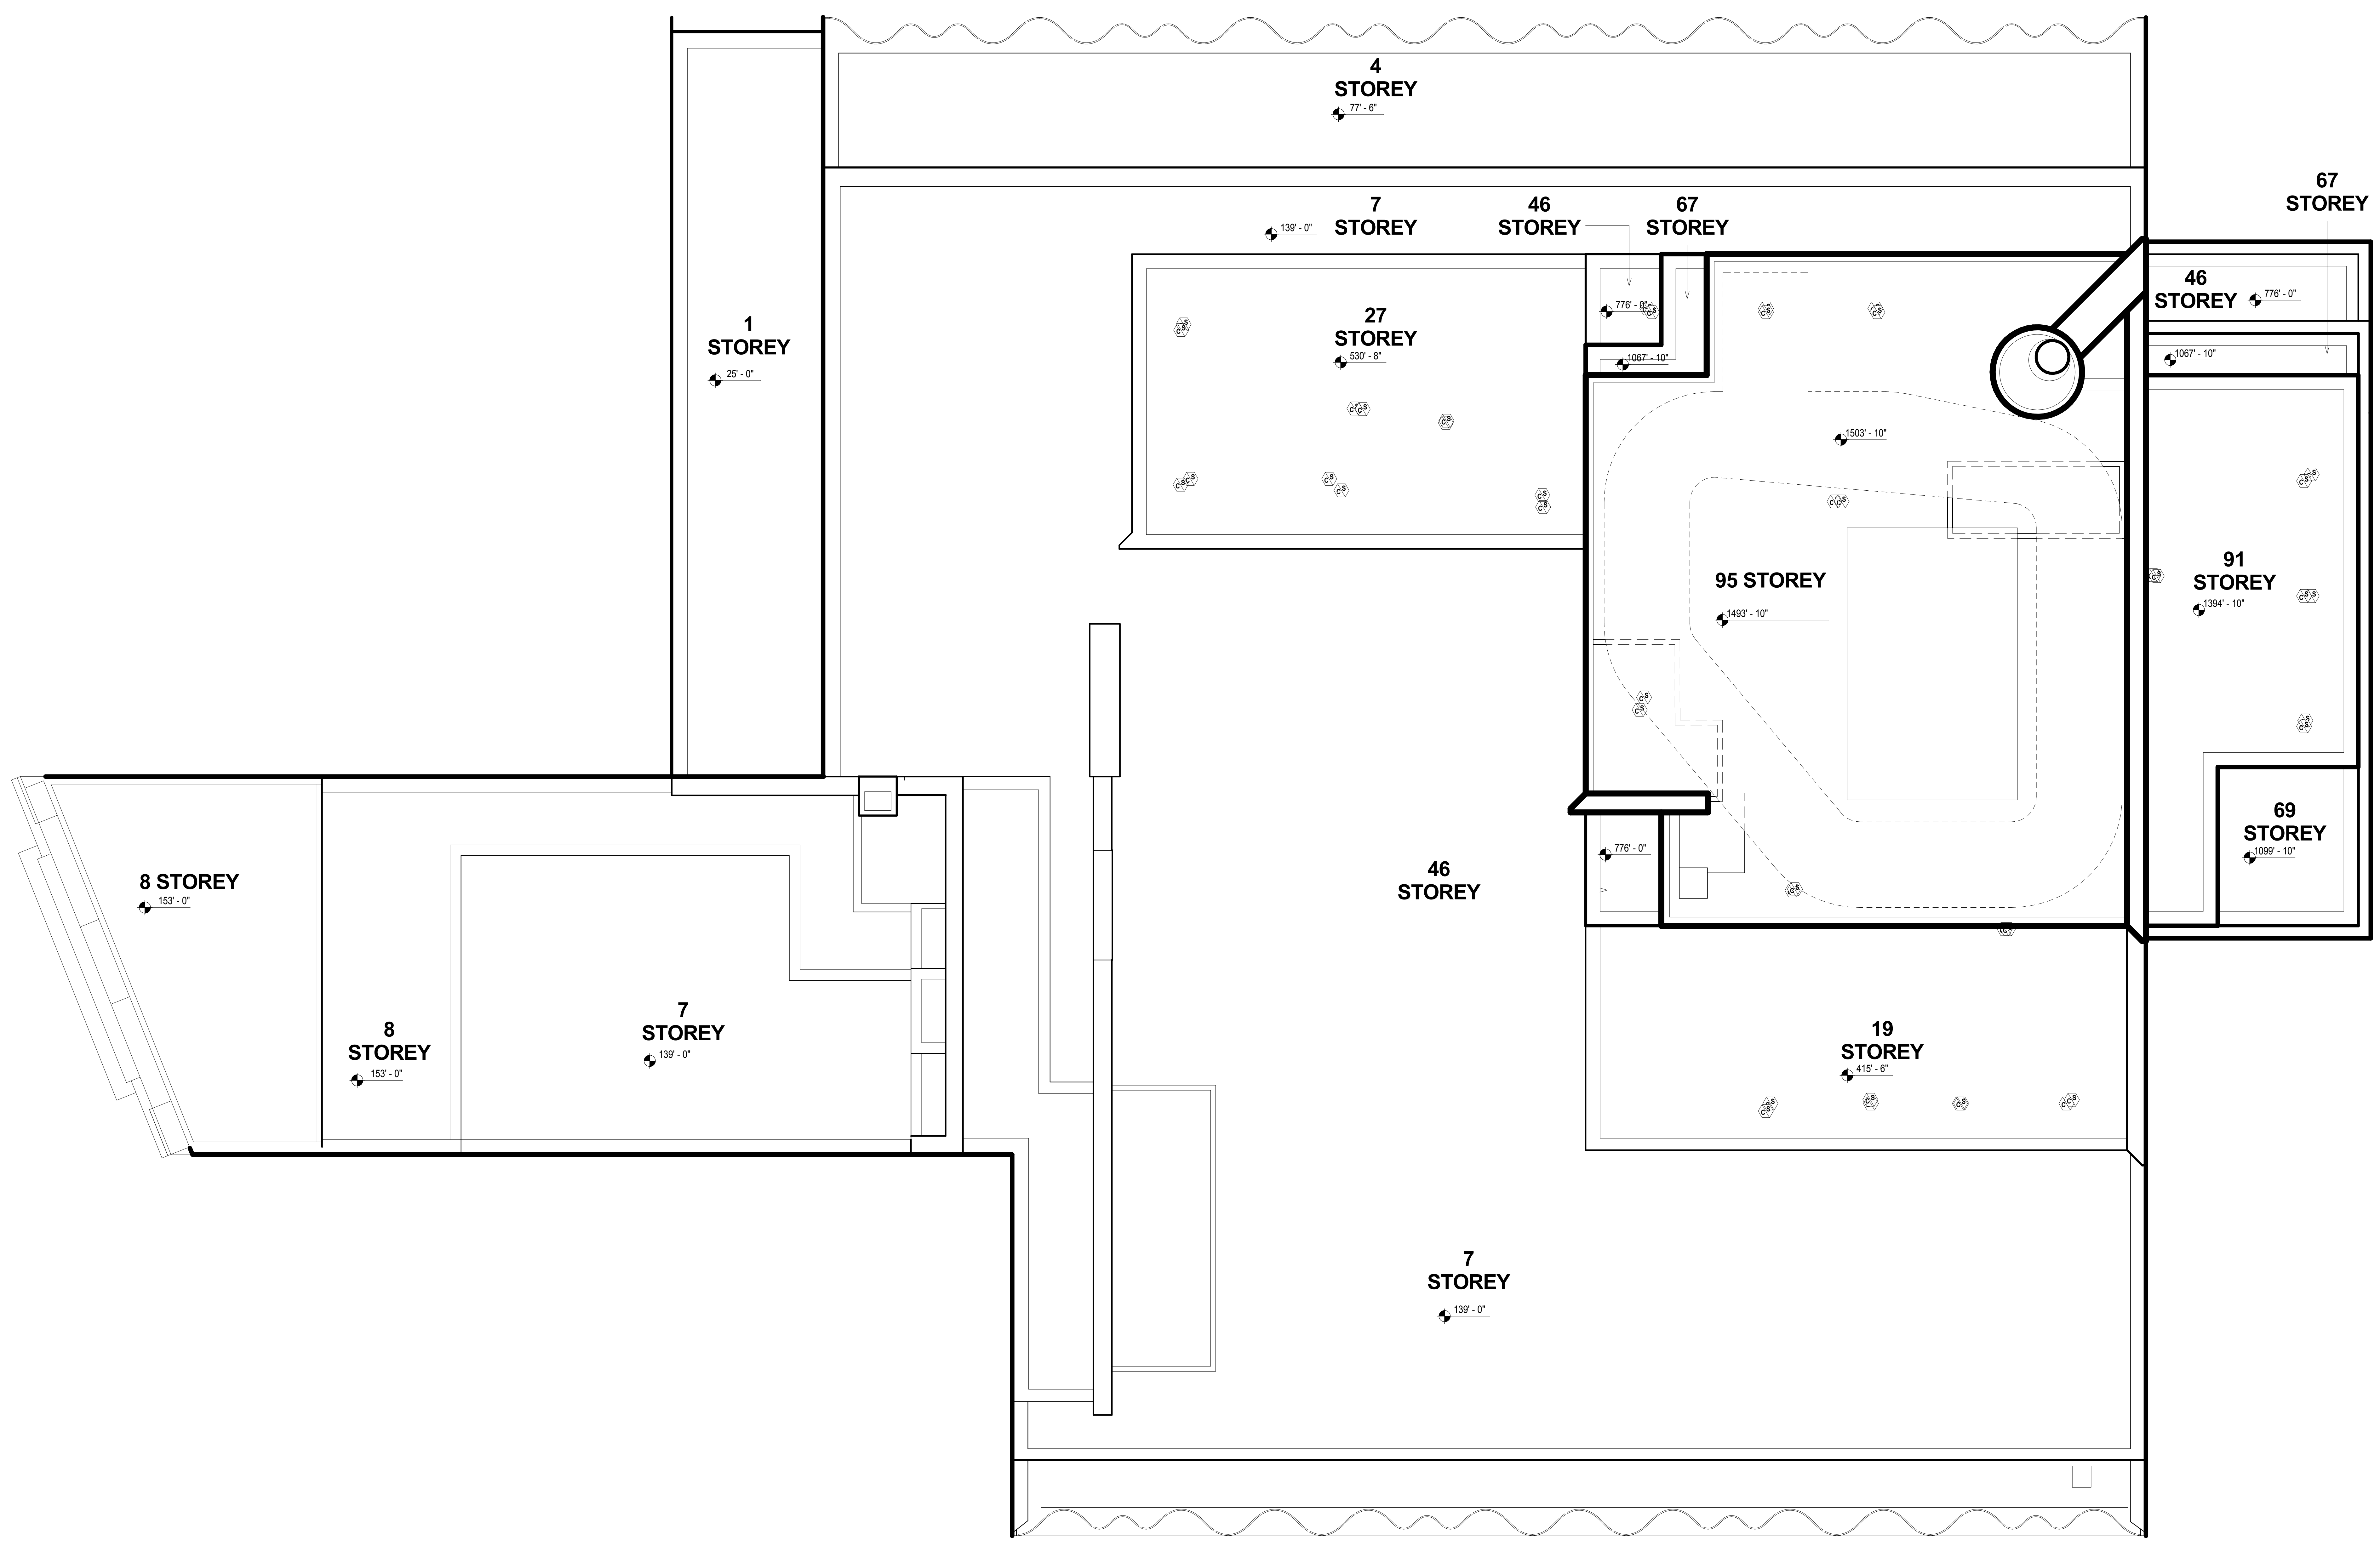 4
STOREY
77' - 6"
67
STOREY
7
STOREY
139' - 0"
46
STOREY
67
STOREY
46
STOREY
776' - 0"
776' - 0"
27
STOREY
530' - 8"
1067' - 10"
1067' - 10"
1
STOREY
25' - 0"
1503' - 10"
95 STOREY
1493' - 10"
91
STOREY
1394' - 10"
69
STOREY
1099' - 10"
776' - 0"
46
STOREY
8 STOREY
153' - 0"
8
STOREY
153' - 0"
7
STOREY
139' - 0"
19
STOREY
415' - 6"
7
STOREY
139' - 0"